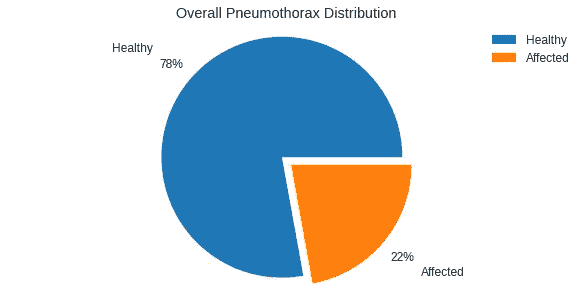 Overall Pneumothorax Distribution
Healthy
78%
Healthy
Affected
22%
Affected